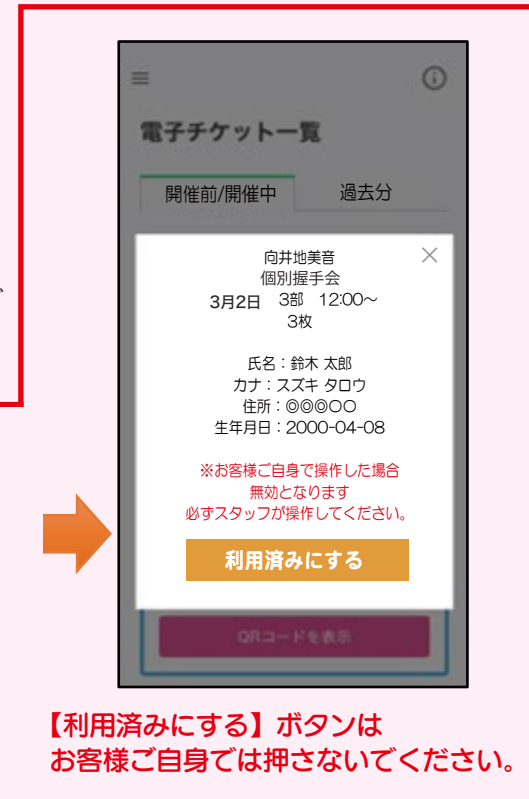 電子チケット一覧
開催前/開催中 過去分
向井地美音
個別握手会
3月2日 3部 12:00〜
3枚
氏名：鈴木 太郎
カナ：スズキ タロウ
住所：◎◎◎○○
生年月日：2000-04-08
※お客様ご自身で操作した場合
無効となります
必ずスタッフが操作してください。
利用済みにする
QRコードを表示
【利用済みにする】ボタンは
お客様ご自身では押さないでください。